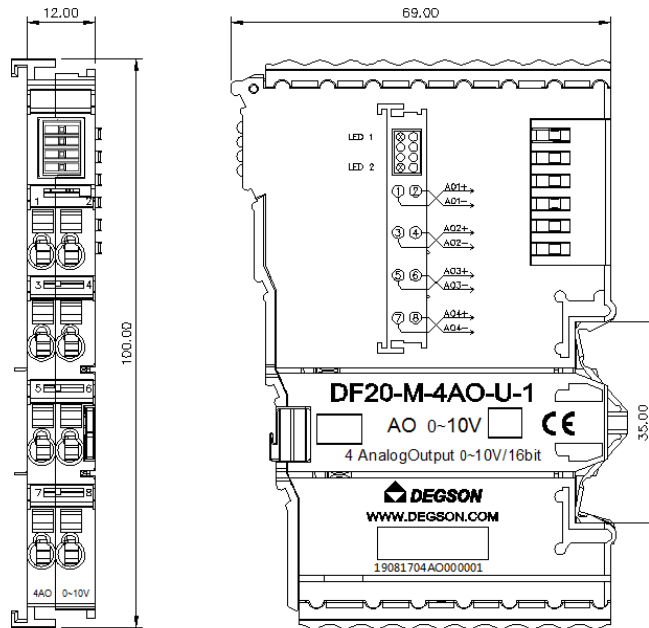 12.00
69.00
LED 1
LED 2
1 2
1 2
AO1+
AO1-
3 4
AO2+
AO2-
3 4
5 6
AO3+
AO3-
7 8
AO4+
AO4-
100.00
35.00
5 6
DF20-M-4AO-U-1
AO 0~10V
CE
4 AnalogOutput 0~10V/16bit
7 8
DEGSON
WWW.DEGSON.COM
19081704AO000001
4AO 0~10V